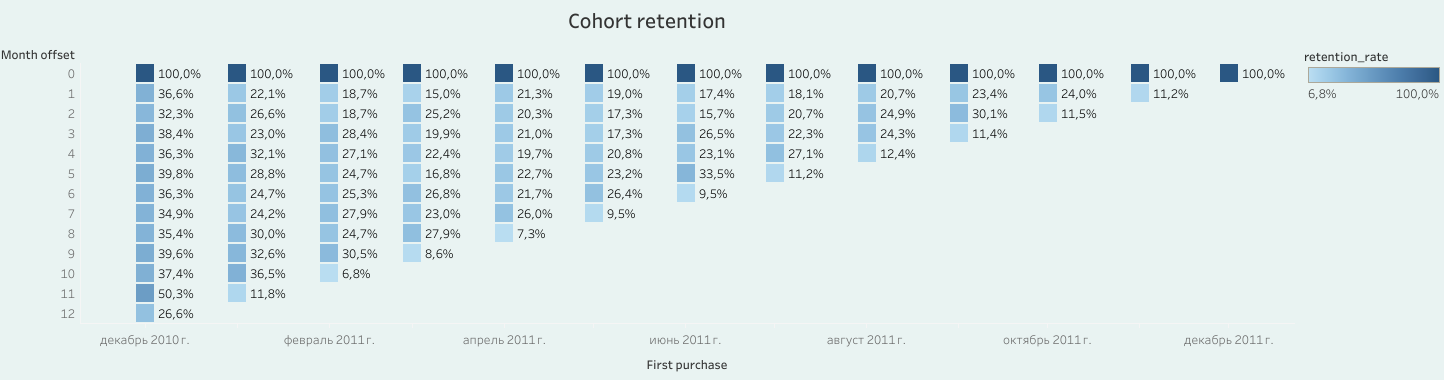 Cohort retention
Month offset
retention_rate
6,8% 100,0%
0 100,0% 100,0% 100,0% 100,0% 100,0% 100,0% 100,0% 100,0% 100,0% 100,0% 100,0% 100,0% 100,0%
1 36,6% 22,1% 18,7% 15,0% 21,3% 19,0% 17,4% 18,1% 20,7% 23,4% 24,0% 11,2%
2 32,3% 26,6% 18,7% 25,2% 20,3% 17,3% 15,7% 20,7% 24,9% 30,1% 11,5%
3 38,4% 23,0% 28,4% 19,9% 21,0% 17,3% 26,5% 22,3% 24,3% 11,4%
4 36,3% 32,1% 27,1% 22,4% 19,7% 20,8% 23,1% 27,1% 12,4%
5 39,8% 28,8% 24,7% 16,8% 22,7% 23,2% 33,5% 11,2%
6 36,3% 24,7% 25,3% 26,8% 21,7% 26,4% 9,5%
7 34,9% 24,2% 27,9% 23,0% 26,0% 9,5%
8 35,4% 30,0% 24,7% 27,9% 7,3%
9 39,6% 32,6% 30,5% 8,6%
10 37,4% 36,5% 6,8%
11 50,3% 11,8%
12 26,6%
декабрь 2010 г. февраль 2011 г. апрель 2011 г. июнь 2011 г. август 2011 г. октябрь 2011 г. декабрь 2011 г.
First purchase